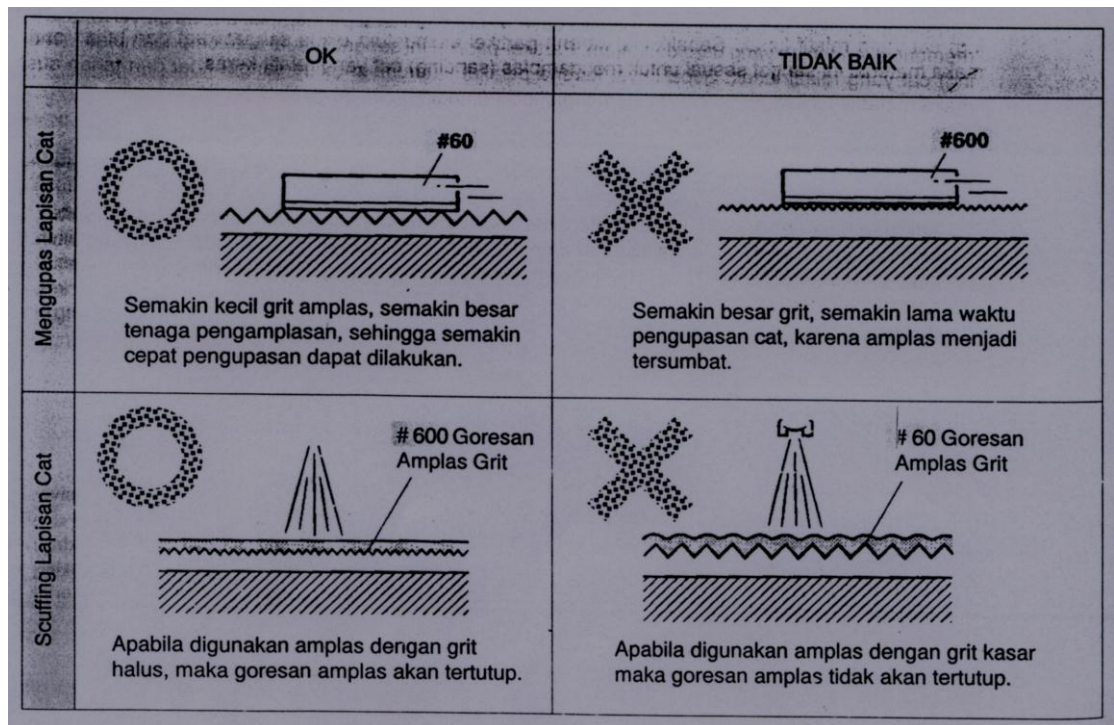 OK
TIDAK BAIK
Mengupas Lapisan Cat
#60
Semakin kecil grit amplas, semakin besar
tenaga pengamplasan, sehingga semakin
cepat pengupasan dapat dilakukan.
#600
Semakin besar grit, semakin lama waktu
pengupasan cat, karena amplas menjadi
tersumbat.
Scuffing Lapisan Cat
# 600 Goresan
Amplas Grit
Apabila digunakan amplas dengan grit
halus, maka goresan amplas akan tertutup.
# 60 Goresan
Amplas Grit
Apabila digunakan amplas dengan grit kasar
maka goresan amplas tidak akan tertutup.